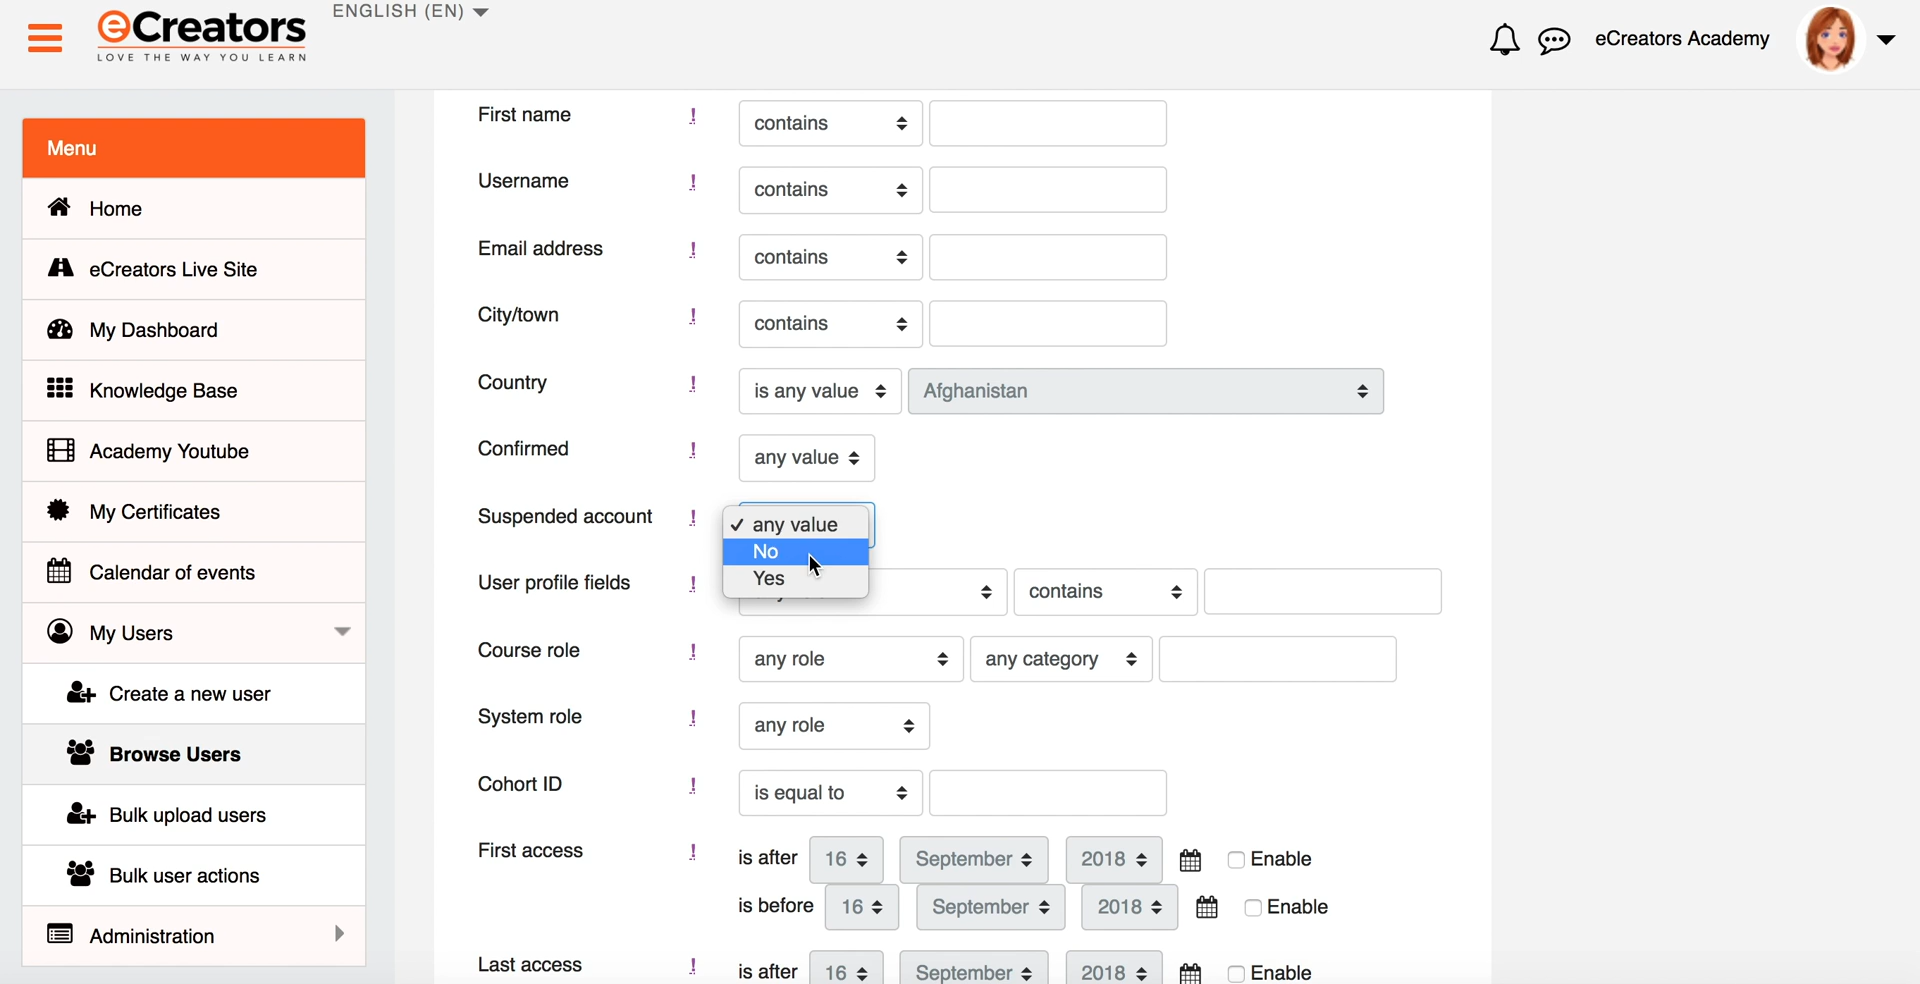 eCreators
LOVE THE WAY YOU LEARN
ENGLISH (EN)
eCreators Academy
Menu
Home
eCreators Live Site
My Dashboard
Knowledge Base
Academy Youtube
My Certificates
Calendar of events
My Users
Create a new user
Browse Users
Bulk upload users
Bulk user actions
Administration
First name ! contains
Username ! contains
Email address ! contains
City/town ! contains
Country ! is any value Afghanistan
Confirmed ! any value
Suspended account ! ✓ any value
No
Yes
User profile fields ! contains
Course role ! any role any category
System role ! any role
Cohort ID ! is equal to
First access ! is after 16 September 2018 Enable
is before 16 September 2018 Enable
Last access ! is after 16 September 2018 Enable